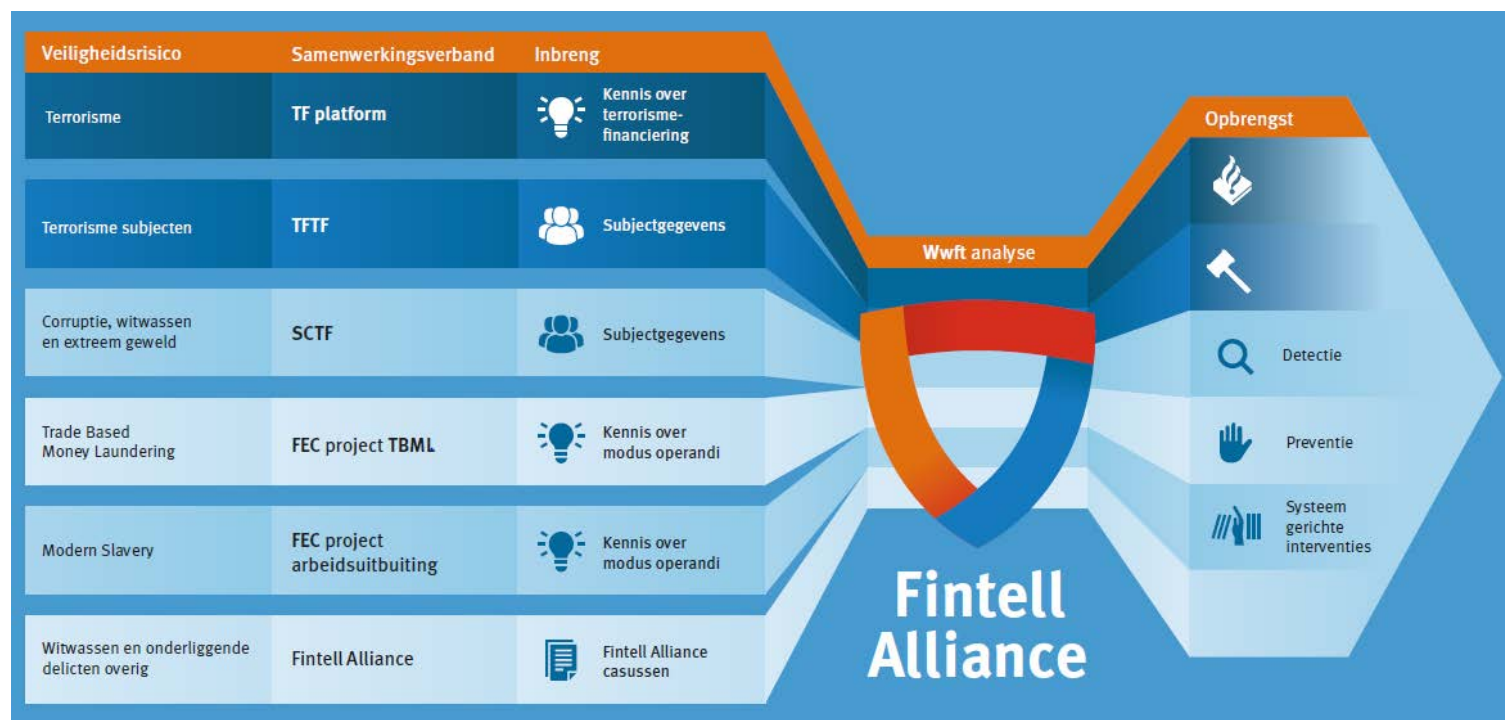 Veiligheidsrisico Samenwerkingsverband Inbreng
Terrorisme
TF platform
Kennis over
terrorisme-
financiering
Terrorisme subjecten
TFTF
Subjectgegevens
Corruptie, witwassen
en extreem geweld
SCTF
Subjectgegevens
Trade Based
Money Laundering
FEC project TBML
Kennis over
modus operandi
Modern Slavery
FEC project
arbeidsuitbuiting
Kennis over
modus operandi
Witwassen en onderliggende
delicten overig
Fintell Alliance
Fintell Alliance
casussen
Wwft analyse
Fintell
Alliance
Opbrengst
Detectie
Preventie
Systeem
gerichte
interventies